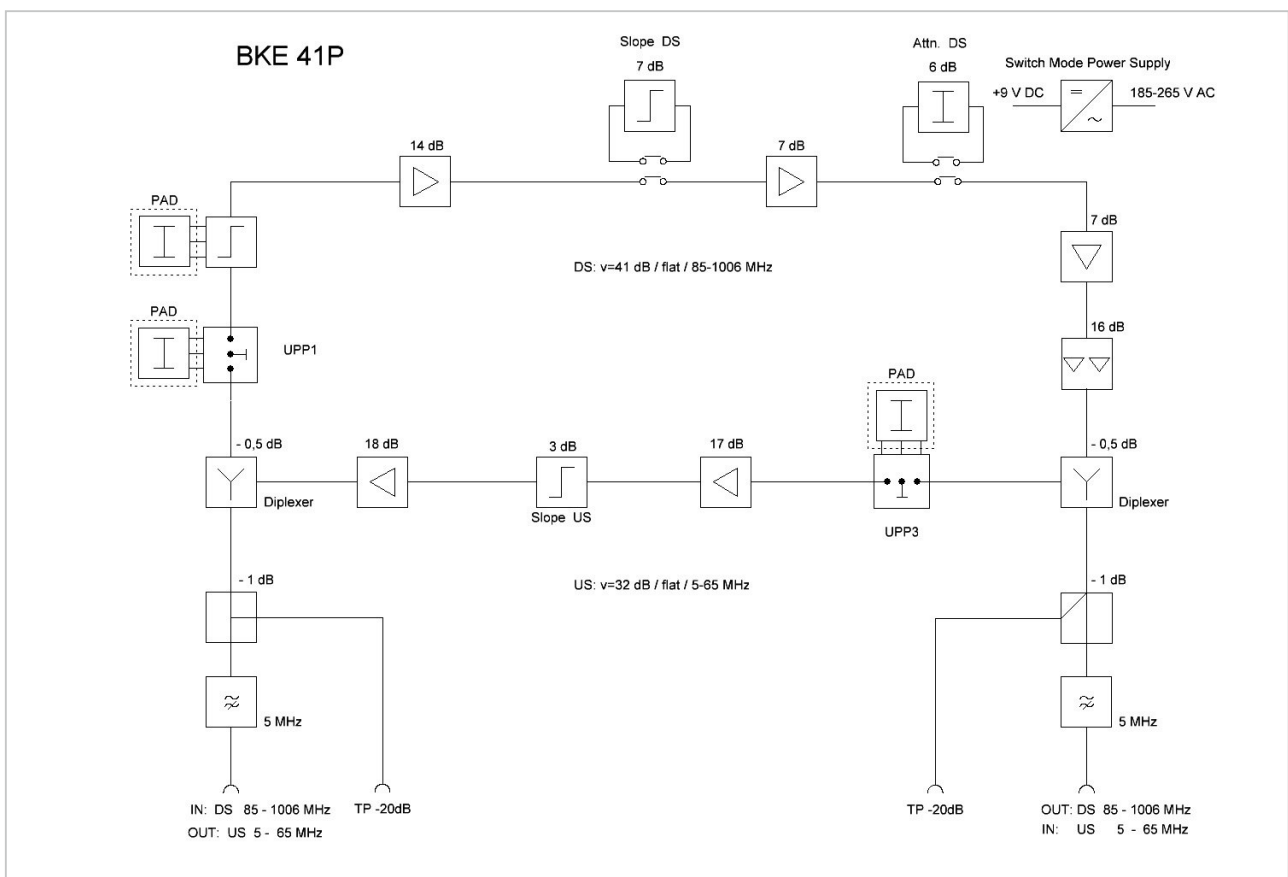 BKE 41P
Slope DS
7 dB
Attn. DS
6 dB
Switch Mode Power Supply
+9 V DC
185-265 V AC
14 dB
7 dB
PAD
7 dB
DS: v=41 dB / flat / 85-1006 MHz
PAD
UPP1
16 dB
PAD
- 0,5 dB
18 dB
3 dB
17 dB
- 0,5 dB
Diplexer
Slope US
UPP3
Diplexer
- 1 dB
US: v=32 dB / flat / 5-65 MHz
- 1 dB
5 MHz
5 MHz
IN: DS 85 - 1006 MHz
OUT: US 5 - 65 MHz
TP -20dB
TP -20dB
OUT: DS 85 - 1006 MHz
IN: US 5 - 65 MHz